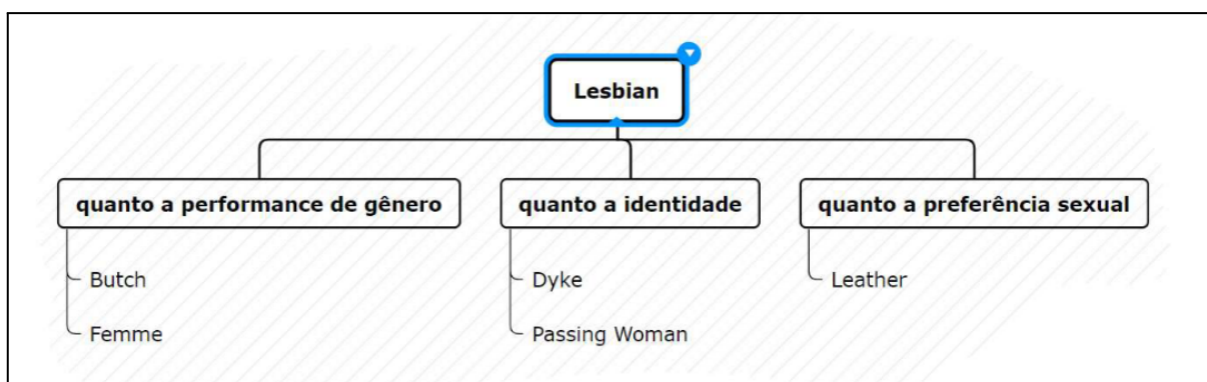 Lesbian
quanto a performance de gênero
quanto a identidade
quanto a preferência sexual
Butch
Dyke
Leather
Femme
Passing Woman